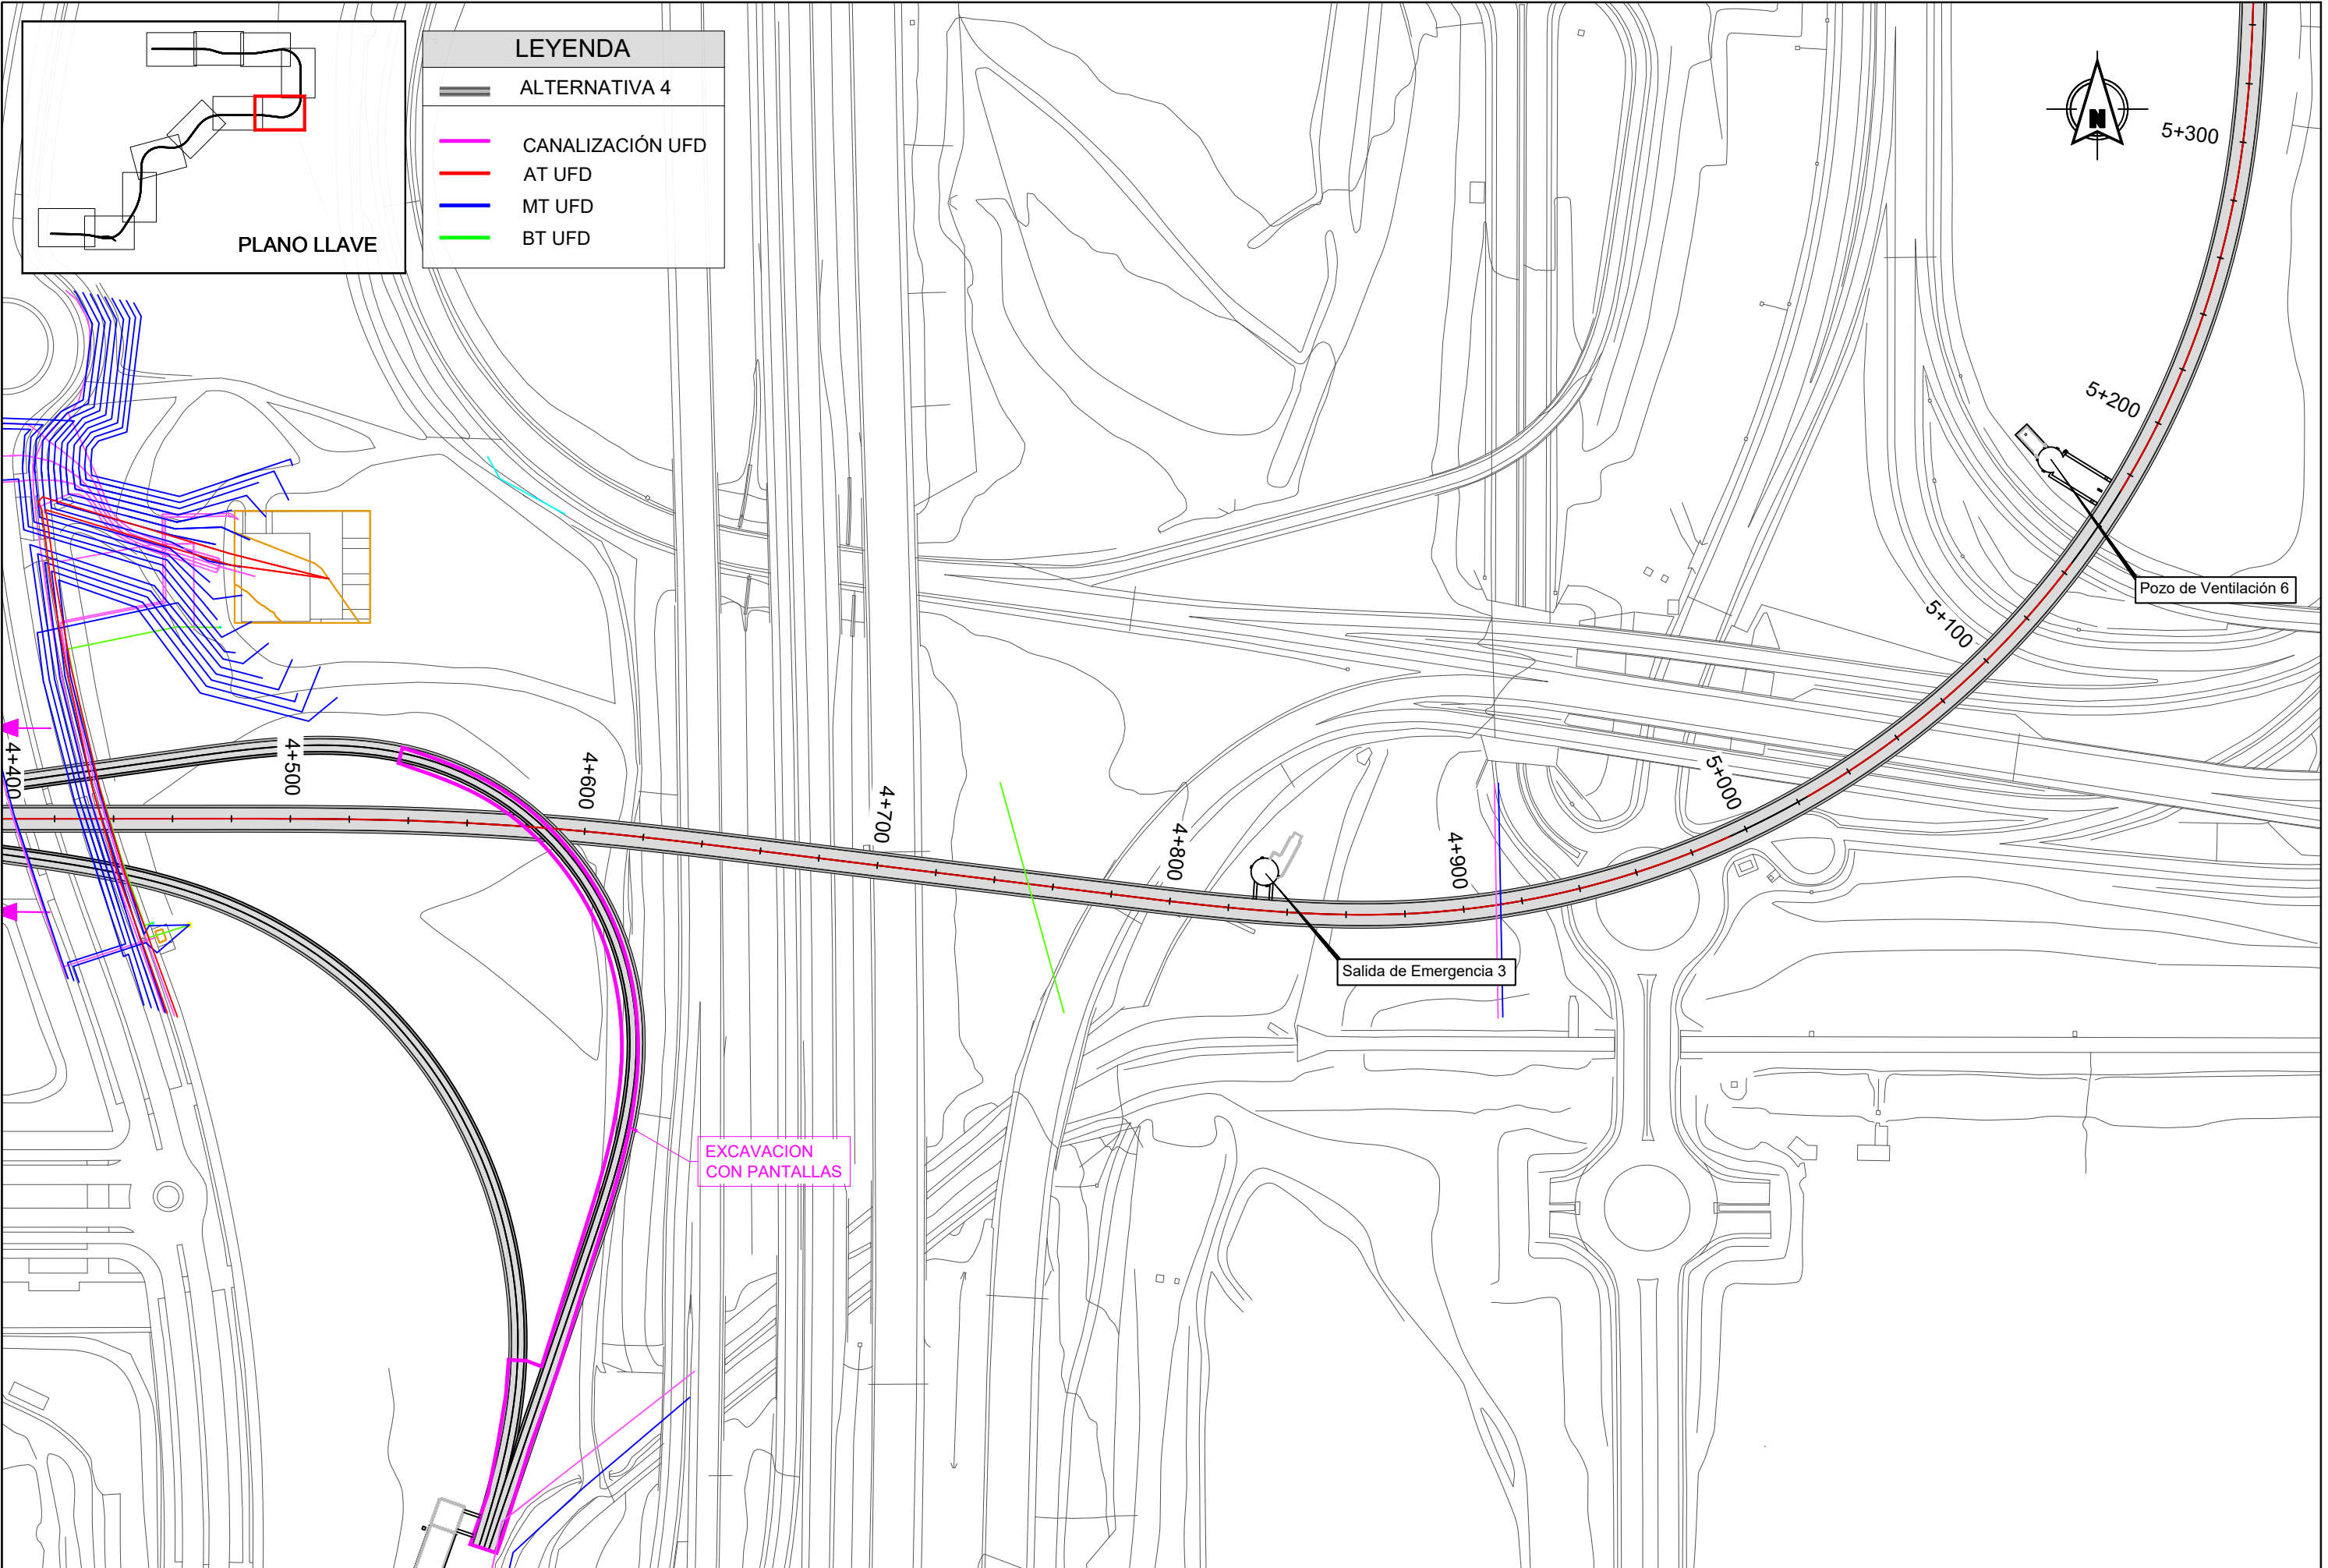 PLANO LLAVE
LEYENDA
ALTERNATIVA 4
CANALIZACIÓN UFD
AT UFD
MT UFD
BT UFD
N
5+300
5+200
Pozo de Ventilación 6
5+100
5+000
4+400
4+500
4+600
4+700
4+800
4+900
Salida de Emergencia 3
EXCAVACION
CON PANTALLAS